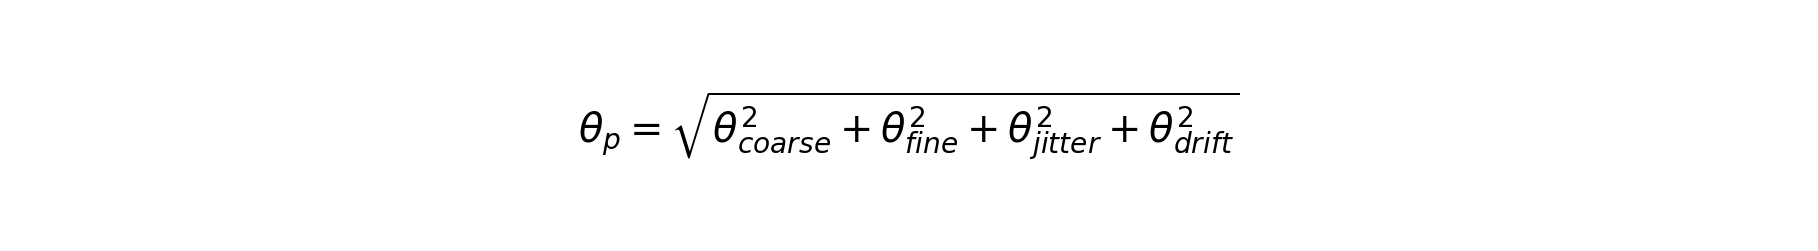 θ_p = √(θ²_coarse + θ²_fine + θ²_jitter + θ²_drift)